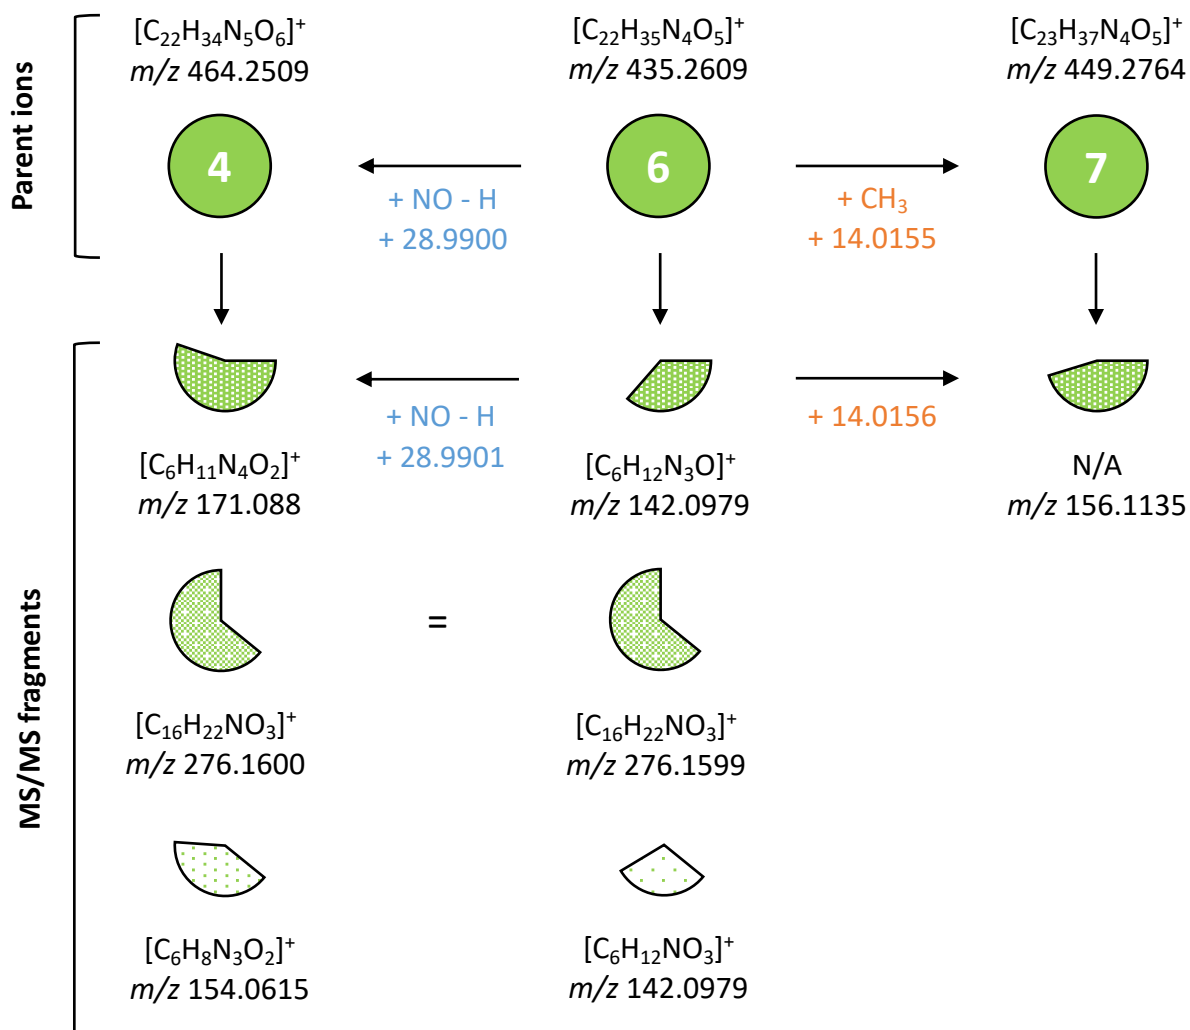 Parent ions
[C₂₂H₃₄N₅O₆]⁺
m/z 464.2509
[C₂₂H₃₅N₄O₅]⁺
m/z 435.2609
[C₂₃H₃₇N₄O₅]⁺
m/z 449.2764
4
6
7
+ NO - H
+ 28.9900
+ CH₃
+ 14.0155
MS/MS fragments
+ NO - H
+ 28.9901
+ 14.0156
[C₆H₁₁N₄O₂]⁺
m/z 171.088
[C₆H₁₂N₃O]⁺
m/z 142.0979
N/A
m/z 156.1135
=
[C₁₆H₂₂NO₃]⁺
m/z 276.1600
[C₁₆H₂₂NO₃]⁺
m/z 276.1599
[C₆H₈N₃O₂]⁺
m/z 154.0615
[C₆H₁₂NO₃]⁺
m/z 142.0979